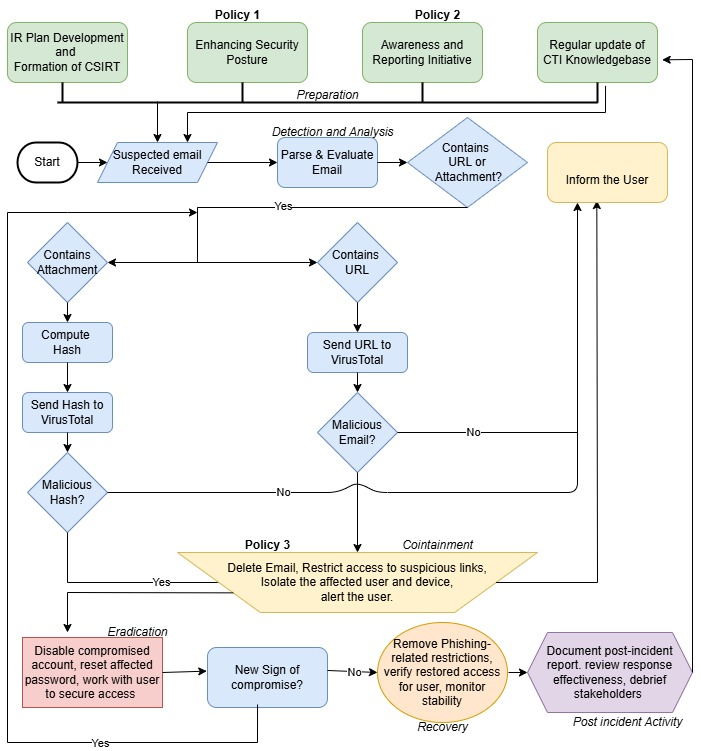 Policy 1
Policy 2
IR Plan Development
and
Formation of CSIRT
Enhancing Security
Posture
Awareness and
Reporting Initiative
Regular update of
CTI Knowledgebase
Preparation
Start
Suspected email
Received
Detection and Analysis
Parse & Evaluate
Email
Contains
URL or
Attachment?
Inform the User
Yes
Contains
Attachment
Contains
URL
Compute
Hash
Send URL to
VirusTotal
Send Hash to
VirusTotal
Malicious
Email?
No
Malicious
Hash?
No
Policy 3
Cointainment
Yes
Delete Email, Restrict access to suspicious links,
Isolate the affected user and device,
alert the user.
Eradication
Disable compromised
account, reset affected
password, work with user
to secure access
New Sign of
compromise?
No
Remove Phishing-
related restrictions,
verify restored access
for user, monitor
stability
Recovery
Document post-incident
report. review response
effectiveness, debrief
stakeholders
Post incident Activity
Yes